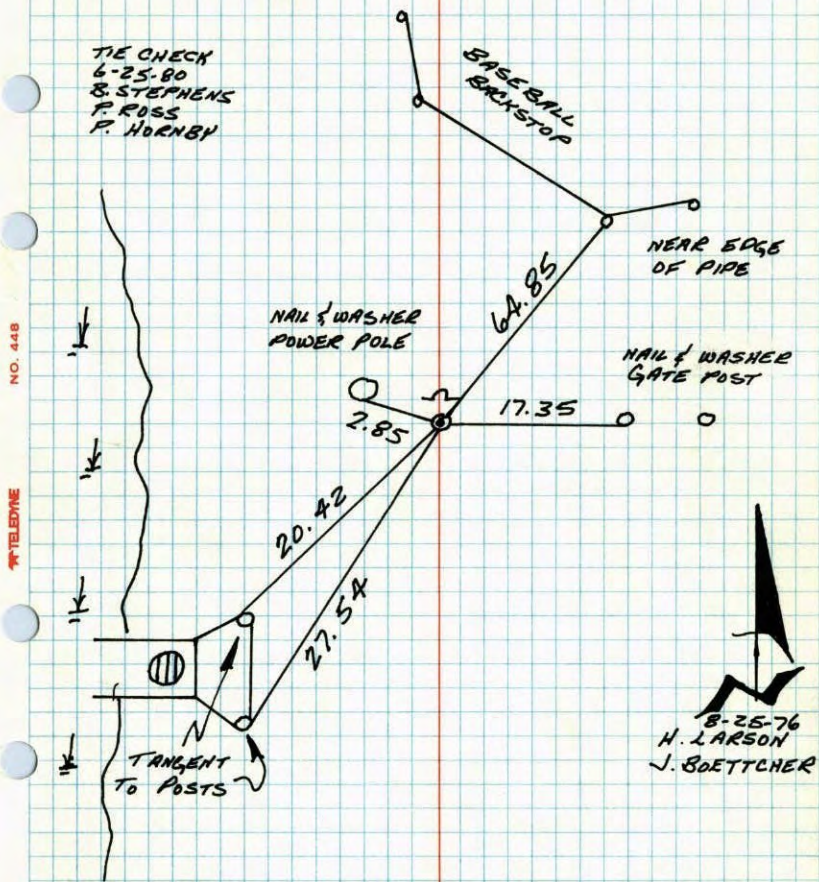 TIE CHECK
6-25-80
B. STEPHENS
P. ROSS
P. HORNBY
BASEBALL
BACKSTOP
NEAR EDGE
OF PIPE
64.85
NAIL & WASHER
POWER POLE
NAIL & WASHER
GATE POST
2.85
17.35
20.42
27.54
TANGENT
TO POSTS
8-25-76
H. LARSON
J. BOETTCHER
NO. 448
TELEDYNE